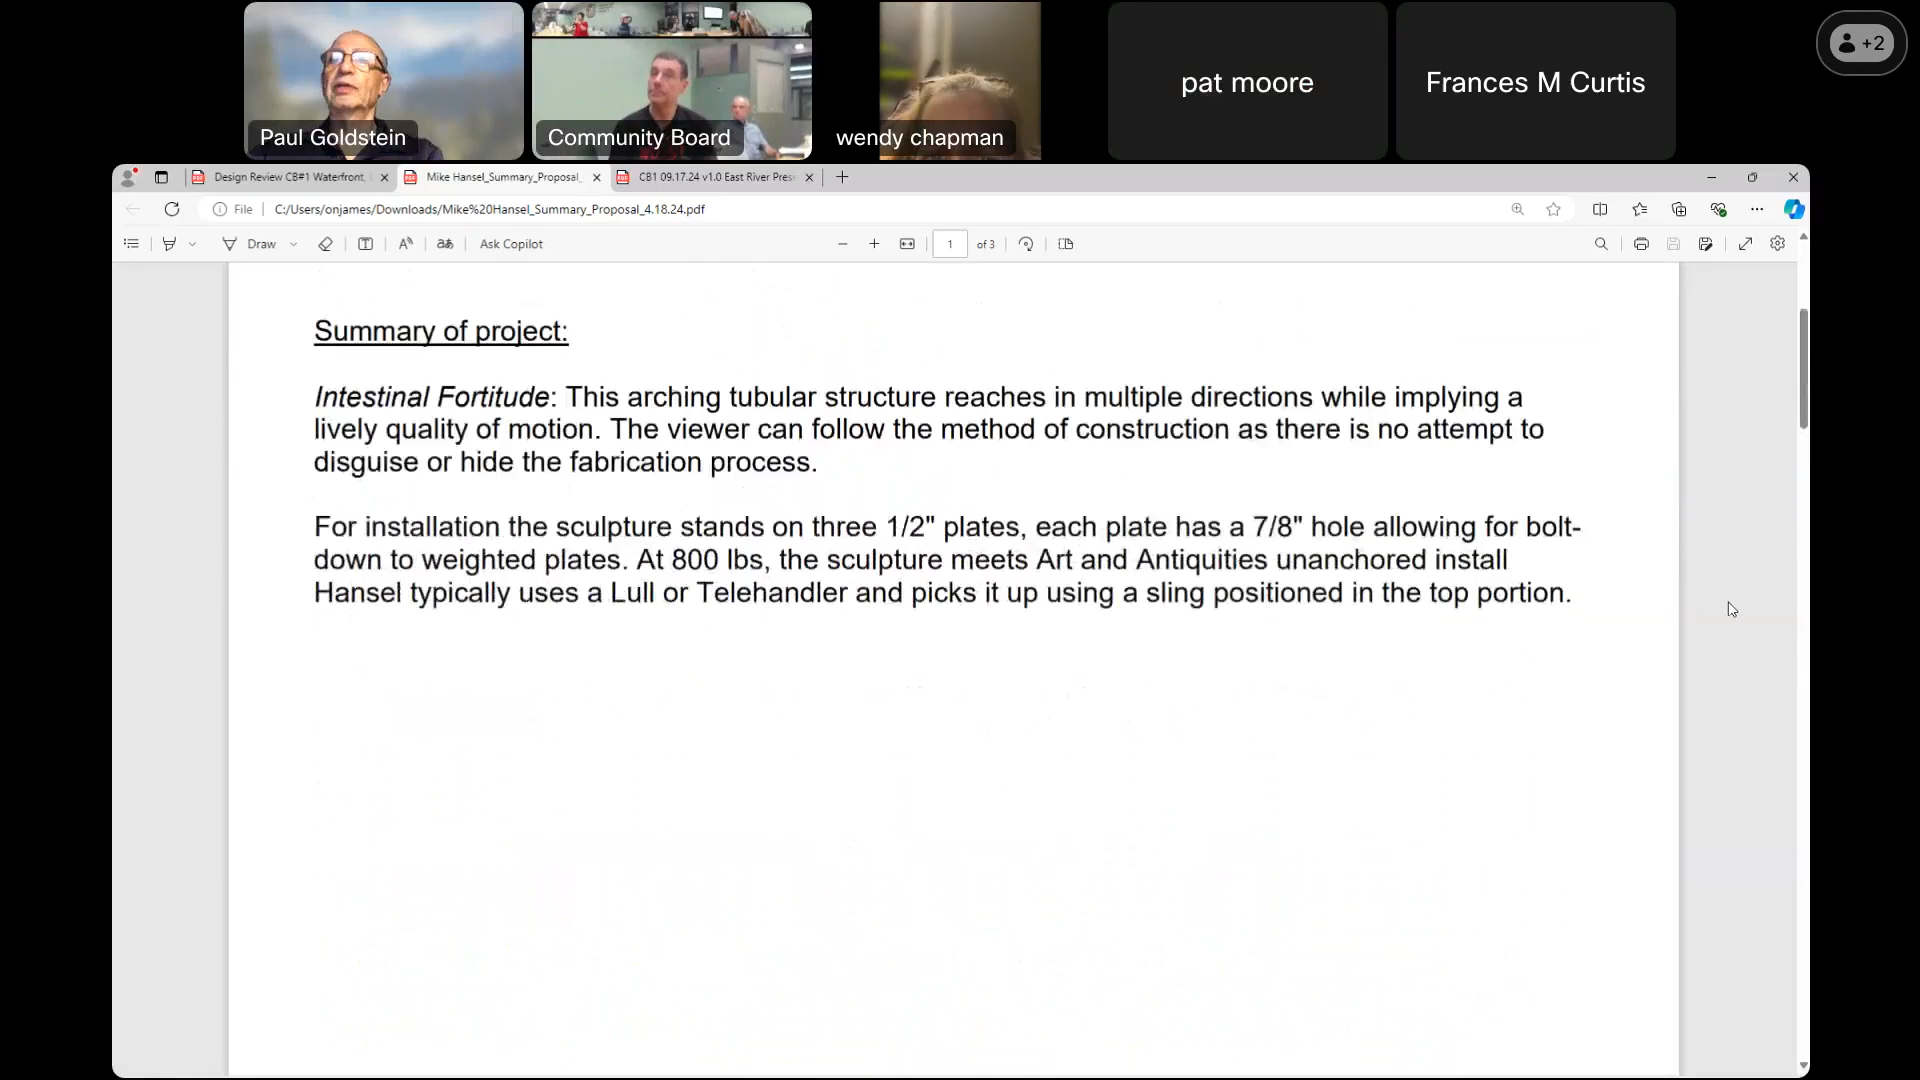 pat moore
Frances M Curtis
+2
Paul Goldstein
Community Board
wendy chapman
Design Review CB#1 Waterfront,
Mike Hansel_Summary_Proposal_
CB1 09.17.24 v1.0 East River Prese
File
C:/Users/onjames/Downloads/Mike%20Hansel_Summary_Proposal_4.18.24.pdf
Draw
Ask Copilot
1
of 3
Summary of project:
Intestinal Fortitude: This arching tubular structure reaches in multiple directions while implying a
lively quality of motion. The viewer can follow the method of construction as there is no attempt to
disguise or hide the fabrication process.
For installation the sculpture stands on three 1/2" plates, each plate has a 7/8" hole allowing for bolt-
down to weighted plates. At 800 lbs, the sculpture meets Art and Antiquities unanchored install
Hansel typically uses a Lull or Telehandler and picks it up using a sling positioned in the top portion.